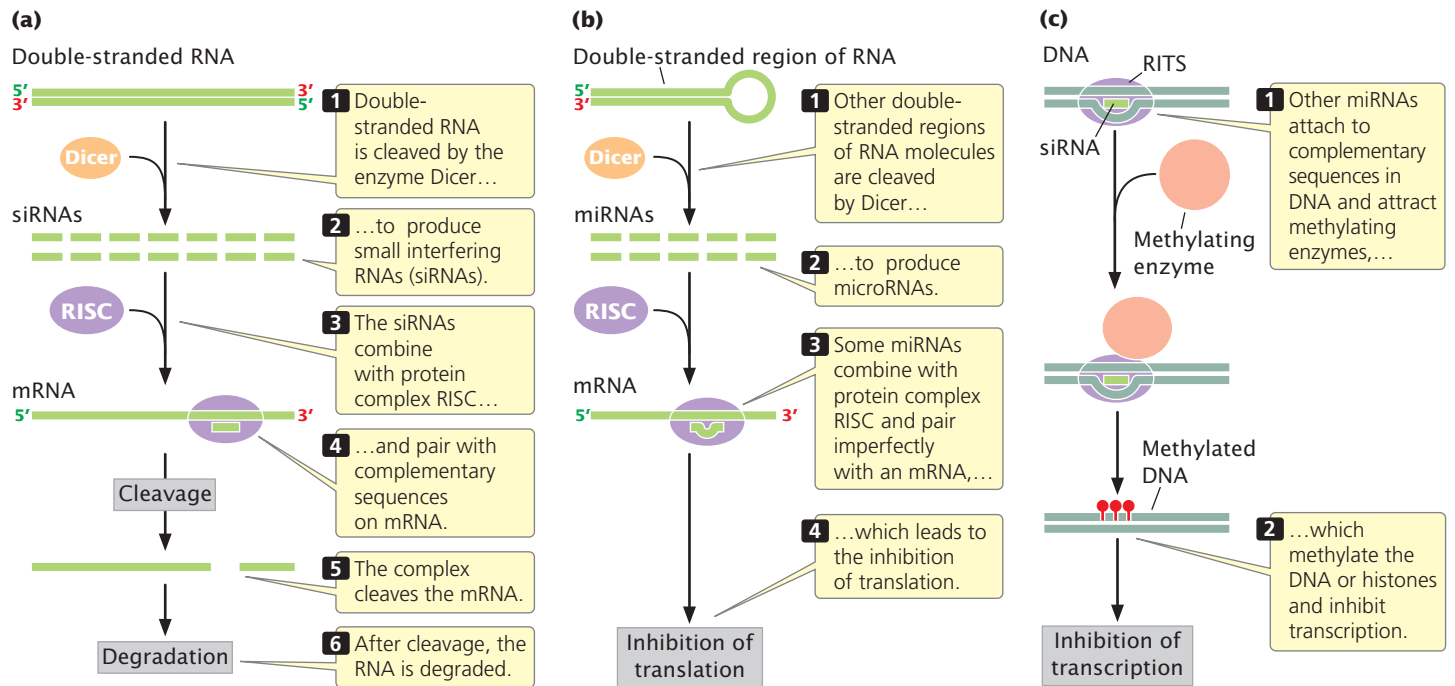 (a)
Double-stranded RNA
5′
3′
3′
5′
1 Double-
stranded RNA
is cleaved by the
enzyme Dicer…
Dicer
siRNAs
2 …to produce
small interfering
RNAs (siRNAs).
RISC
3 The siRNAs
combine
with protein
complex RISC…
mRNA
5′
3′
4 …and pair with
complementary
sequences
on mRNA.
Cleavage
5 The complex
cleaves the mRNA.
Degradation
6 After cleavage, the
RNA is degraded.
(b)
Double-stranded region of RNA
5′
3′
1 Other double-
stranded regions
of RNA molecules
are cleaved
by Dicer…
Dicer
miRNAs
2 …to produce
microRNAs.
RISC
3 Some miRNAs
combine with
protein complex
RISC and pair
imperfectly
with an mRNA,…
mRNA
5′
3′
4 …which leads to
the inhibition
of translation.
Inhibition of
translation
(c)
DNA
RITS
siRNA
1 Other miRNAs
attach to
complementary
sequences in
DNA and attract
methylating
enzymes,…
Methylating
enzyme
Methylated
DNA
2 …which
methylate the
DNA or histones
and inhibit
transcription.
Inhibition of
transcription